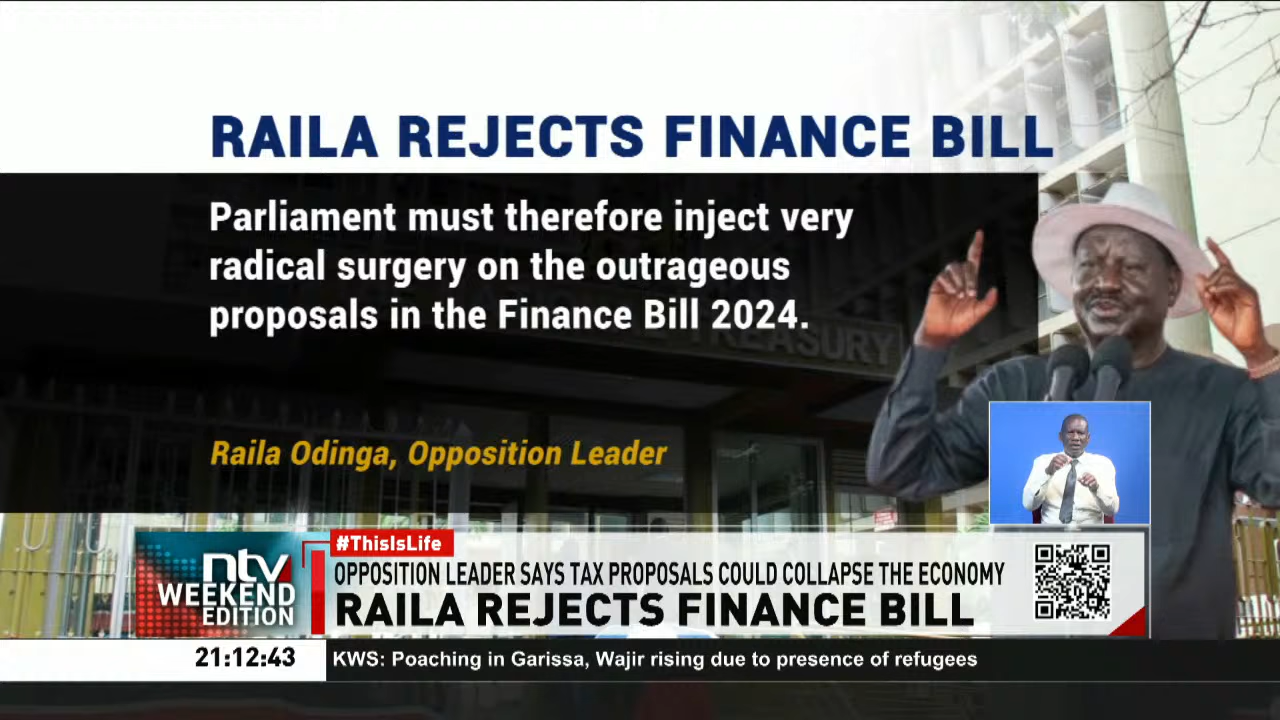 RAILA REJECTS FINANCE BILL
Parliament must therefore inject very
radical surgery on the outrageous
proposals in the Finance Bill 2024.
TREASURY
Raila Odinga, Opposition Leader
#ThisIsLife
ntv
WEEKEND
EDITION
OPPOSITION LEADER SAYS TAX PROPOSALS COULD COLLAPSE THE ECONOMY
RAILA REJECTS FINANCE BILL
21:12:43
KWS: Poaching in Garissa, Wajir rising due to presence of refugees